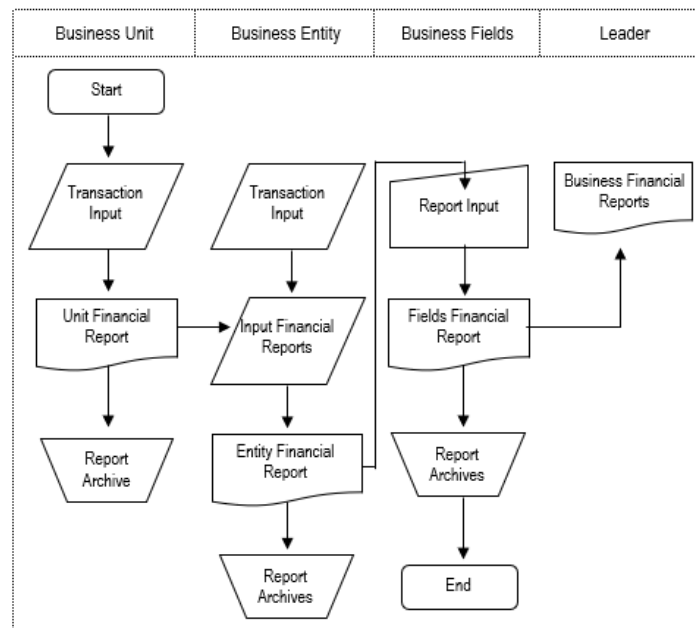 Business Unit
Business Entity
Business Fields
Leader
Start
Transaction
Input
Transaction
Input
Report Input
Business Financial
Reports
Unit Financial
Report
Input Financial
Reports
Fields Financial
Report
Report
Archive
Entity Financial
Report
Report
Archives
Report
Archives
End